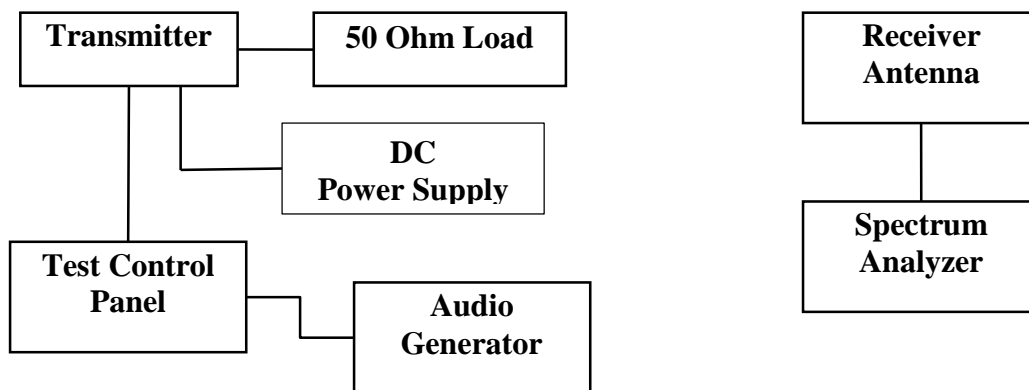 Transmitter
50 Ohm Load
Receiver
Antenna
DC
Power Supply
Test Control
Panel
Audio
Generator
Spectrum
Analyzer